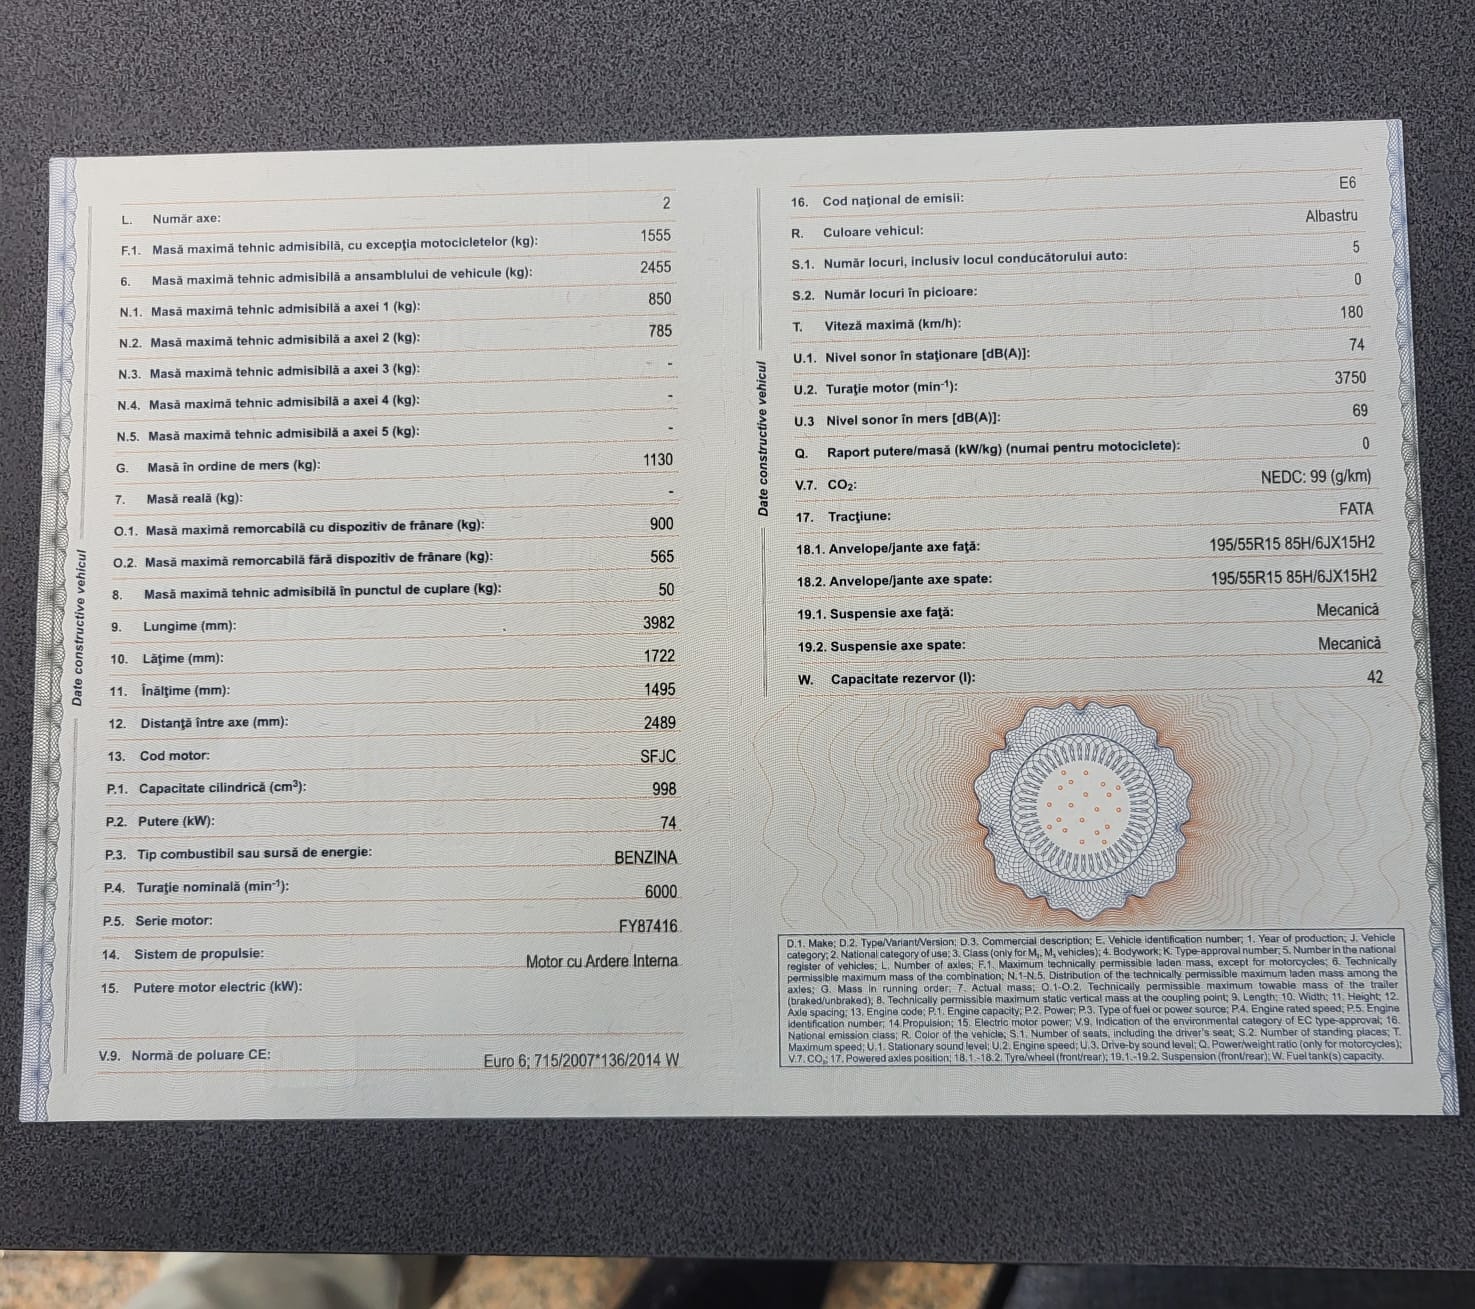 Date constructive vehicul
L. Număr axe: 2
F.1. Masă maximă tehnic admisibilă, cu excepţia motocicletelor (kg): 1555
6. Masă maximă tehnic admisibilă a ansamblului de vehicule (kg): 2455
N.1. Masă maximă tehnic admisibilă a axei 1 (kg): 850
N.2. Masă maximă tehnic admisibilă a axei 2 (kg): 785
N.3. Masă maximă tehnic admisibilă a axei 3 (kg): -
N.4. Masă maximă tehnic admisibilă a axei 4 (kg): -
N.5. Masă maximă tehnic admisibilă a axei 5 (kg): -
G. Masă în ordine de mers (kg): 1130
7. Masă reală (kg): -
O.1. Masă maximă remorcabilă cu dispozitiv de frânare (kg): 900
O.2. Masă maximă remorcabilă fără dispozitiv de frânare (kg): 565
8. Masă maximă tehnic admisibilă în punctul de cuplare (kg): 50
9. Lungime (mm): 3982
10. Lăţime (mm): 1722
11. Înălţime (mm): 1495
12. Distanţă între axe (mm): 2489
13. Cod motor: SFJC
P.1. Capacitate cilindrică (cm³): 998
P.2. Putere (kW): 74
P.3. Tip combustibil sau sursă de energie: BENZINA
P.4. Turaţie nominală (min⁻¹): 6000
P.5. Serie motor: FY87416
14. Sistem de propulsie: Motor cu Ardere Interna
15. Putere motor electric (kW):
V.9. Normă de poluare CE: Euro 6; 715/2007*136/2014 W
Date constructive vehicul
16. Cod naţional de emisii: E6
R. Culoare vehicul: Albastru
S.1. Număr locuri, inclusiv locul conducătorului auto: 5
S.2. Număr locuri în picioare: 0
T. Viteză maximă (km/h): 180
U.1. Nivel sonor în staţionare [dB(A)]: 74
U.2. Turaţie motor (min⁻¹): 3750
U.3 Nivel sonor în mers [dB(A)]: 69
Q. Raport putere/masă (kW/kg) (numai pentru motociclete): 0
V.7. CO₂: NEDC: 99 (g/km)
17. Tracţiune: FATA
18.1. Anvelope/jante axe faţă: 195/55R15 85H/6JX15H2
18.2. Anvelope/jante axe spate: 195/55R15 85H/6JX15H2
19.1. Suspensie axe faţă: Mecanică
19.2. Suspensie axe spate: Mecanică
W. Capacitate rezervor (l): 42
D.1. Make; D.2. Type/Variant/Version; D.3. Commercial description; E. Vehicle identification number; 1. Year of production; J. Vehicle
category; 2. National category of use; 3. Class (only for M₂, M₃ vehicles); 4. Bodywork; K. Type-approval number; 5. Number in the national
register of vehicles; L. Number of axles; F.1. Maximum technically permissible laden mass, except for motorcycles; 6. Technically
permissible maximum mass of the combination; N.1-N.5. Distribution of the technically permissible maximum laden mass among the
axles; G. Mass in running order; 7. Actual mass; O.1-O.2. Technically permissible maximum towable mass of the trailer
(braked/unbraked); 8. Technically permissible maximum static vertical mass at the coupling point; 9. Length; 10. Width; 11. Height; 12.
Axle spacing; 13. Engine code; P.1. Engine capacity; P.2. Power; P.3. Type of fuel or power source; P.4. Engine rated speed; P.5. Engine
identification number; 14 Propulsion; 15. Electric motor power; V.9. Indication of the environmental category of EC type-approval; 16.
National emission class; R. Color of the vehicle; S.1. Number of seats, including the driver's seat; S.2. Number of standing places; T.
Maximum speed; U.1. Stationary sound level; U.2. Engine speed; U.3. Drive-by sound level; Q. Power/weight ratio (only for motorcycles);
V.7. CO₂; 17. Powered axles position; 18.1.-18.2. Tyre/wheel (front/rear); 19.1.-19.2. Suspension (front/rear); W. Fuel tank(s) capacity.